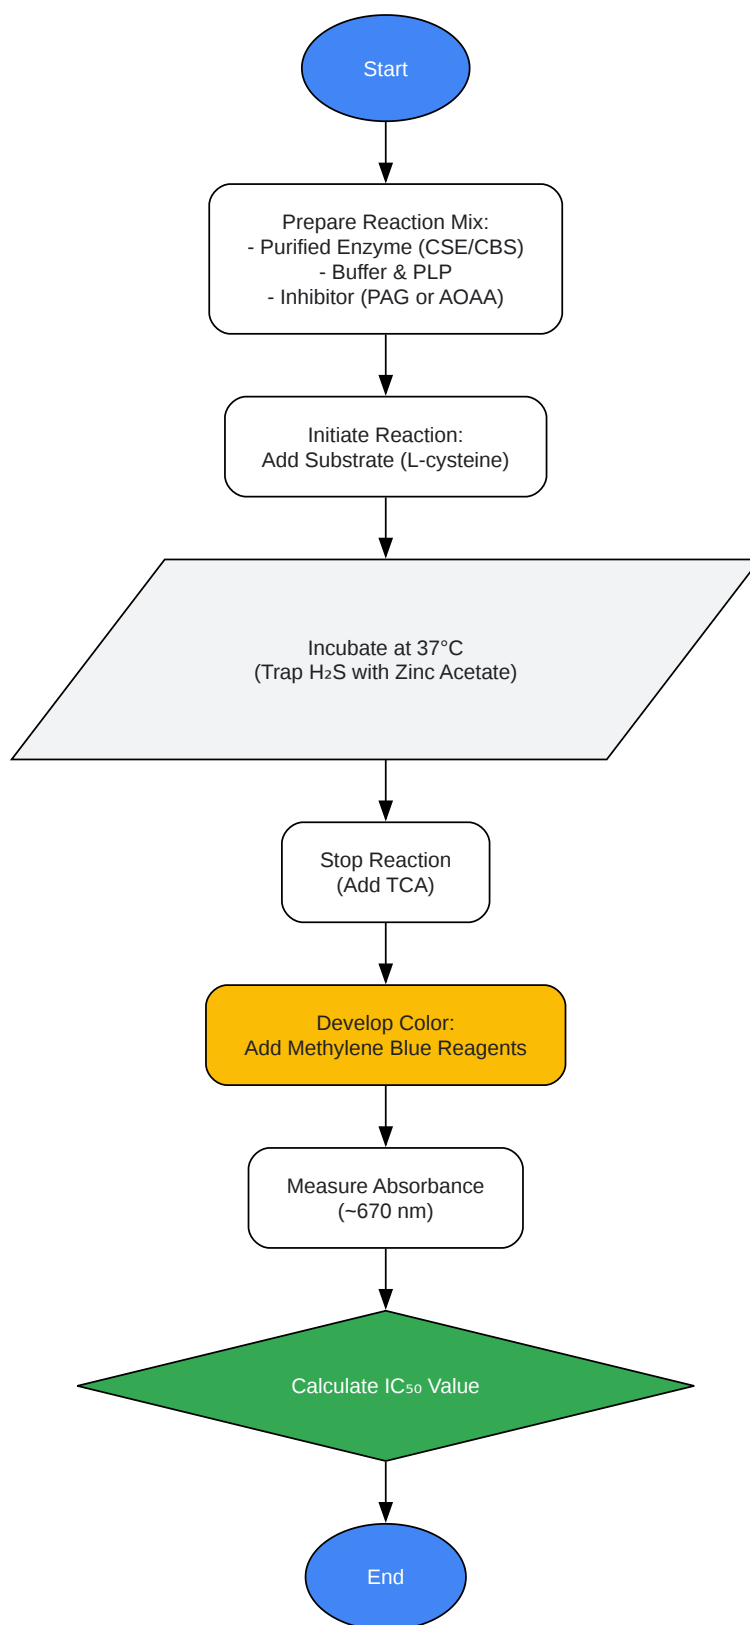 Start
Prepare Reaction Mix:
- Purified Enzyme (CSE/CBS)
- Buffer & PLP
- Inhibitor (PAG or AOAA)
Initiate Reaction:
Add Substrate (L-cysteine)
Incubate at 37°C
(Trap H₂S with Zinc Acetate)
Stop Reaction
(Add TCA)
Develop Color:
Add Methylene Blue Reagents
Measure Absorbance
(~670 nm)
Calculate IC₅₀ Value
End